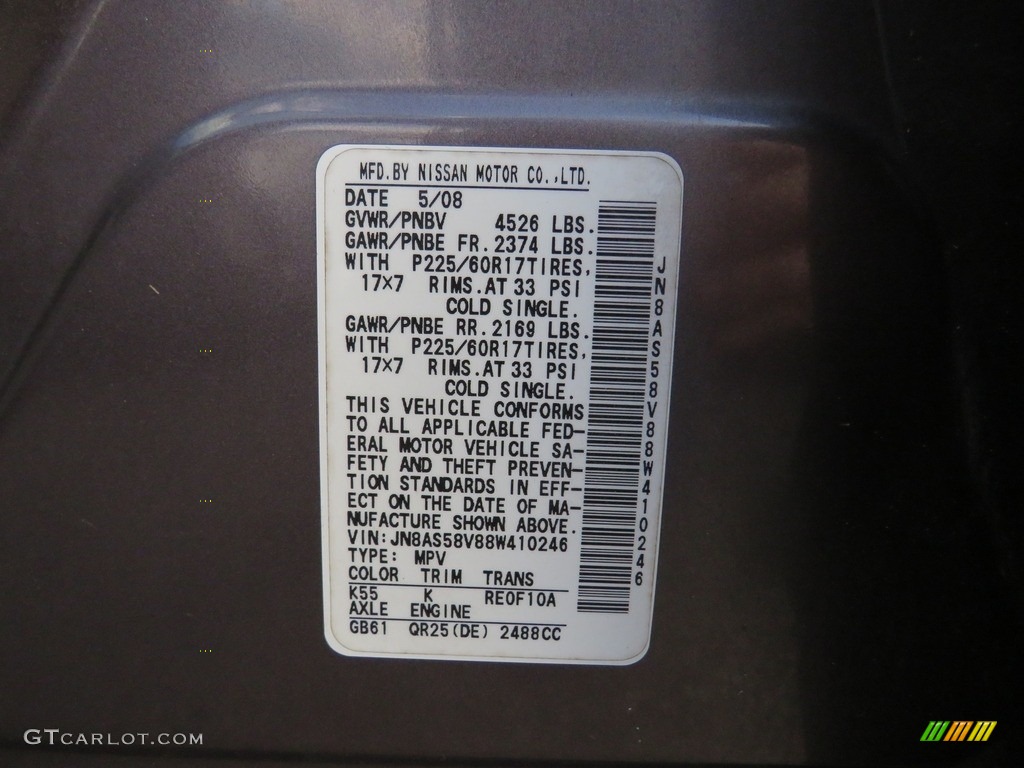 MFD.BY NISSAN MOTOR CO.,LTD.
DATE 5/08
GVWR/PNBV 4526 LBS.
GAWR/PNBE FR.2374 LBS.
WITH P225/60R17TIRES,
17×7 RIMS.AT 33 PSI
COLD SINGLE.
GAWR/PNBE RR.2169 LBS.
WITH P225/60R17TIRES,
17×7 RIMS.AT 33 PSI
COLD SINGLE.
THIS VEHICLE CONFORMS
TO ALL APPLICABLE FED-
ERAL MOTOR VEHICLE SA-
FETY AND THEFT PREVEN-
TION STANDARDS IN EFF-
ECT ON THE DATE OF MA-
NUFACTURE SHOWN ABOVE.
VIN:JN8AS58V88W410246
TYPE: MPV
COLOR TRIM TRANS
K55 K RE0F10A
AXLE ENGINE
GB61 QR25(DE) 2488CC
JN8AS58V88W410246
GTCARLOT.COM